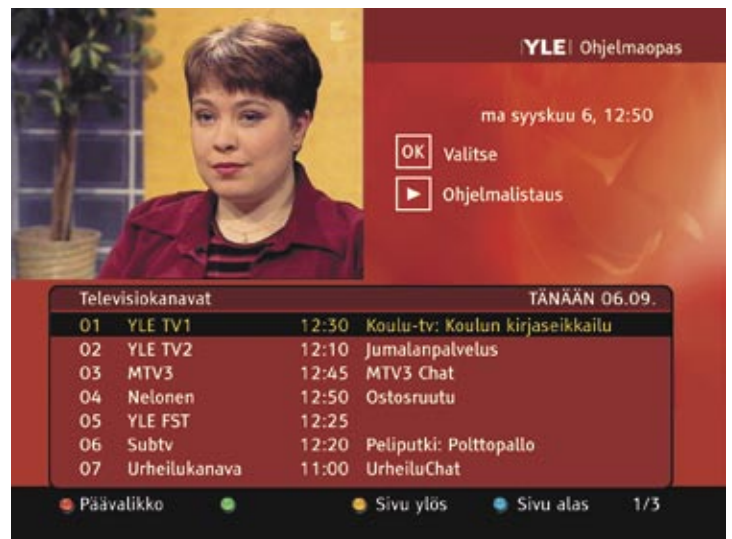 YLE Ohjelmaopas
ma syyskuu 6, 12:50
OK Valitse
Ohjelmalistaus
Televisiokanavat TÄNÄÄN 06.09.
01 YLE TV1 12:30 Koulu-tv: Koulun kirjaseikkailu
02 YLE TV2 12:10 Jumalanpalvelus
03 MTV3 12:45 MTV3 Chat
04 Nelonen 12:50 Ostosruutu
05 YLE FST 12:25
06 Subtv 12:20 Peliputki: Polttopallo
07 Urheilukanava 11:00 UrheiluChat
Päävalikko Sivu ylös Sivu alas 1/3